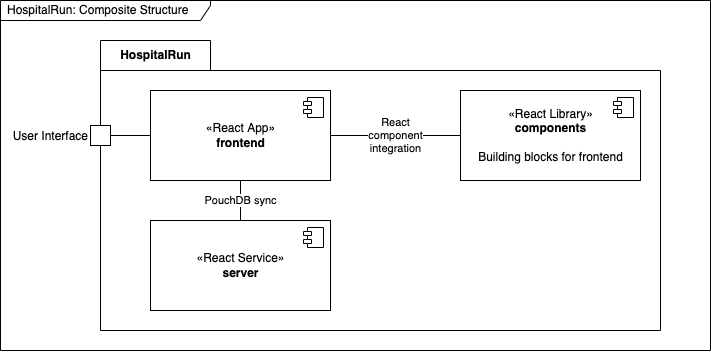 HospitalRun: Composite Structure
HospitalRun
User Interface
«React App»
frontend
React
component
integration
«React Library»
components
Building blocks for frontend
PouchDB sync
«React Service»
server